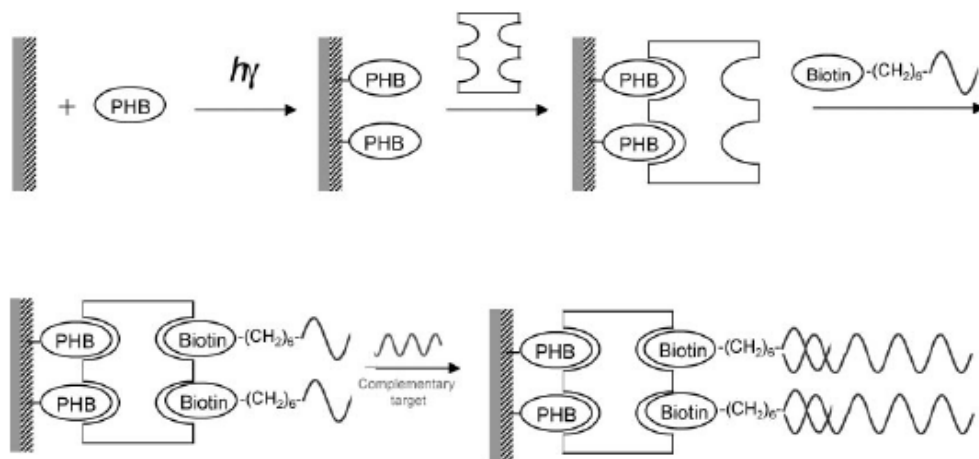 + PHB
hγ
PHB
PHB
PHB
PHB
Biotin -(CH₂)₆-
PHB
PHB
Biotin -(CH₂)₆-
Biotin -(CH₂)₆-
Complementary
target
PHB
PHB
Biotin -(CH₂)₆-
Biotin -(CH₂)₆-